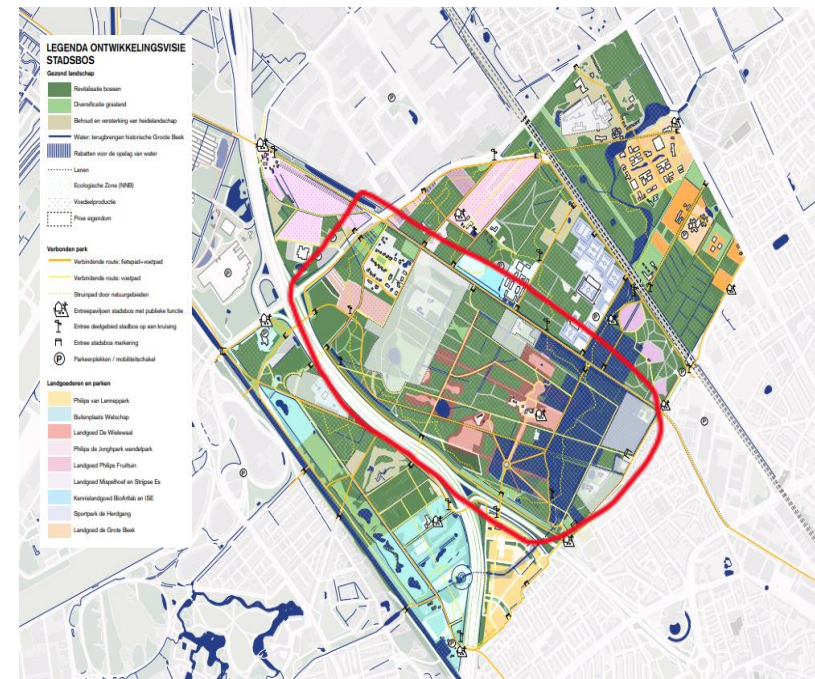 LEGENDA ONTWIKKELINGSVISIE
STADSBOS
Gezond landschap
Revitalisatie bossen
Diversificatie grasland
Behoud en versterking van heidelandschap
Water: terugbrengen historische Groote Beek
Rabatten voor de opslag van water
Lanen
Ecologische Zone (NNB)
Voedselproductie
Prive eigendom
Verbonden park
Verbindende route: fietspad+voetpad
Verbindende route: voetpad
Struinpad door natuurgebieden
Entreepaviljoen stadsbos met publieke functie
Entree deelgebied stadsbos op een kruising
Entree stadsbos markering
P Parkeerplekken / mobiliteitschakel
Landgoederen en parken
Philips van Lenneppark
Buitenplaats Welschap
Landgoed De Wielewaal
Philips de Jonghpark wandelpark
Landgoed Philips Fruittuin
Landgoed Mispelhoef en Strijpse Es
Kennislandgoed BioArtlab en ISE
Sportpark de Herdgang
Landgoed de Grote Beek
P
P
P
P
P
P
P
P
P